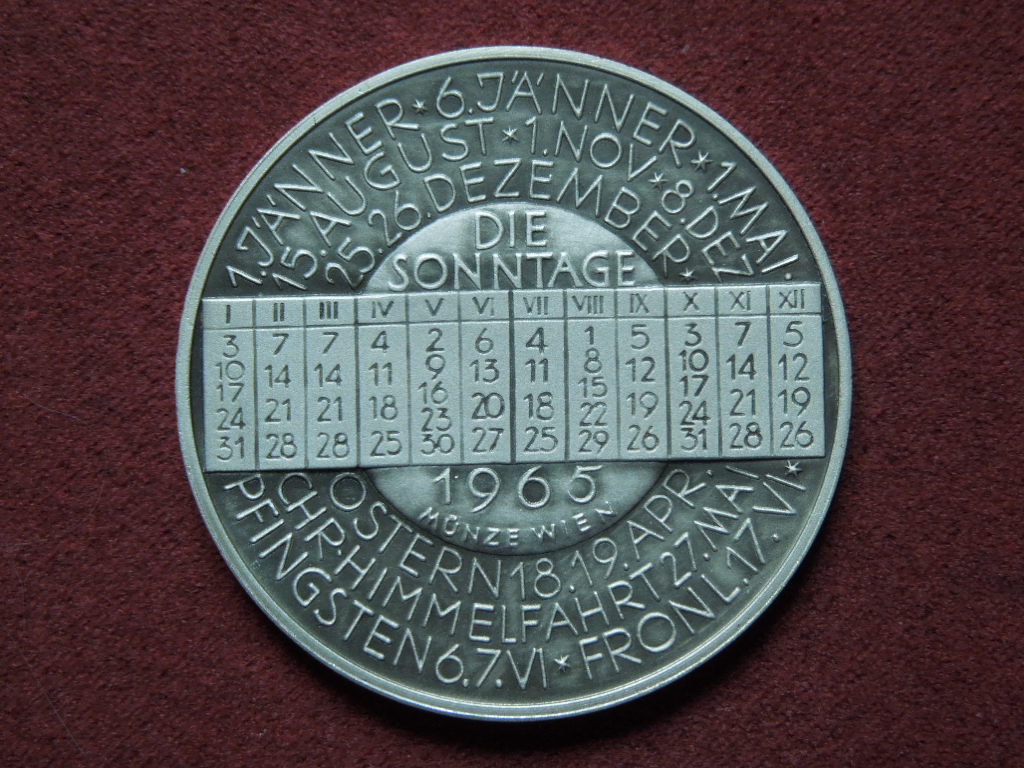 1. JÄNNER * 6. JÄNNER * 1. MAI.
15. AUGUST * 1. NOV * 8. DEZ
25. 26. DEZEMBER *
DIE
SONNTAGE
I II III IV V VI VII VIII IX X XI XII
3 7 7 4 2 6 4 1 5 3 7 5
10 14 14 11 9 13 11 8 12 10 14 12
17 21 21 18 16 20 18 15 19 17 21 19
24 28 28 25 23 27 25 22 26 24 28 26
31 30 29 31
1965
MÜNZE WIEN
OSTERN 18. 19. APR.
CHR. HIMMELFAHRT 27. MAI
PFINGSTEN 6. 7. VI * FRONL. 17. VI *